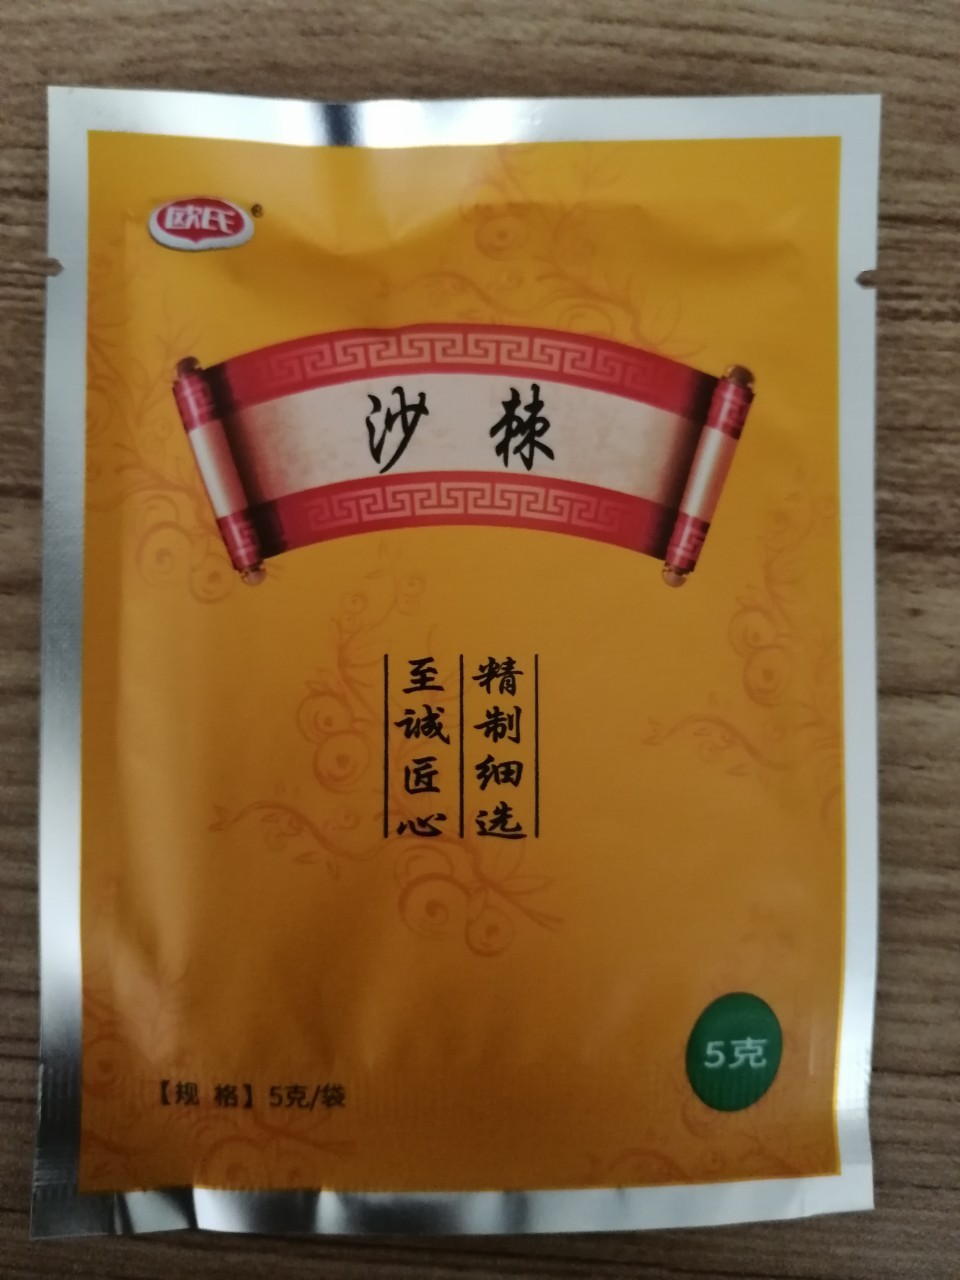 欧氏®
沙棘
精制细选
至诚匠心
5克
【规 格】5克/袋